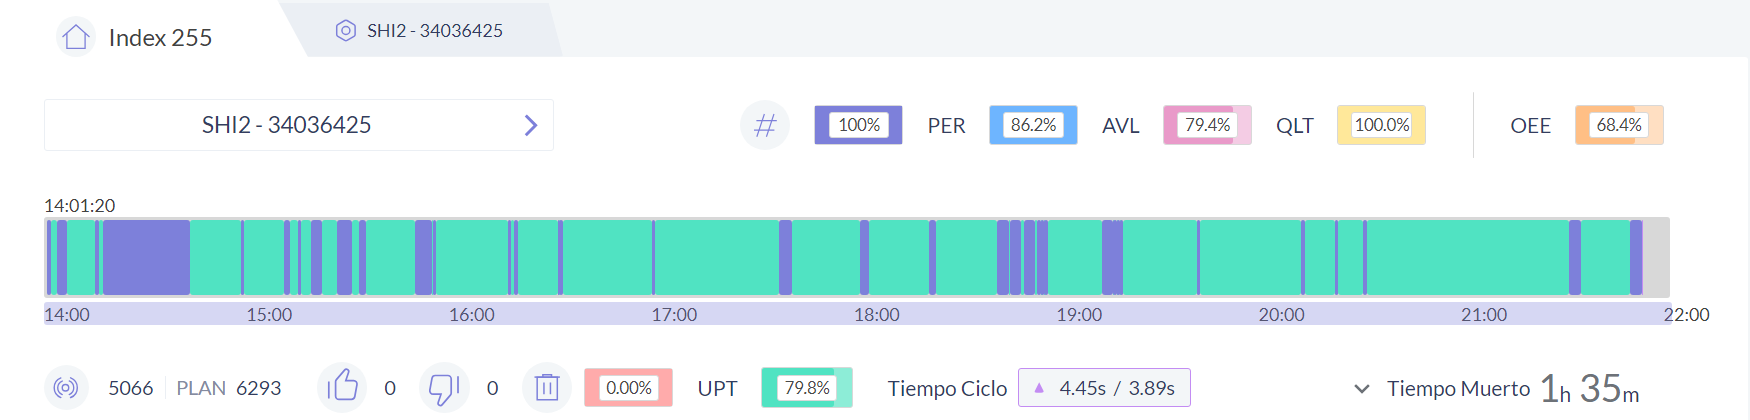 Index 255
SHI2 - 34036425
SHI2 - 34036425
100% PER 86.2% AVL 79.4% QLT 100.0% OEE 68.4%
14:01:20
14:00 15:00 16:00 17:00 18:00 19:00 20:00 21:00 22:00
5066 PLAN 6293 0 0 0.00% UPT 79.8% Tiempo Ciclo 4.45s / 3.89s Tiempo Muerto 1h 35m